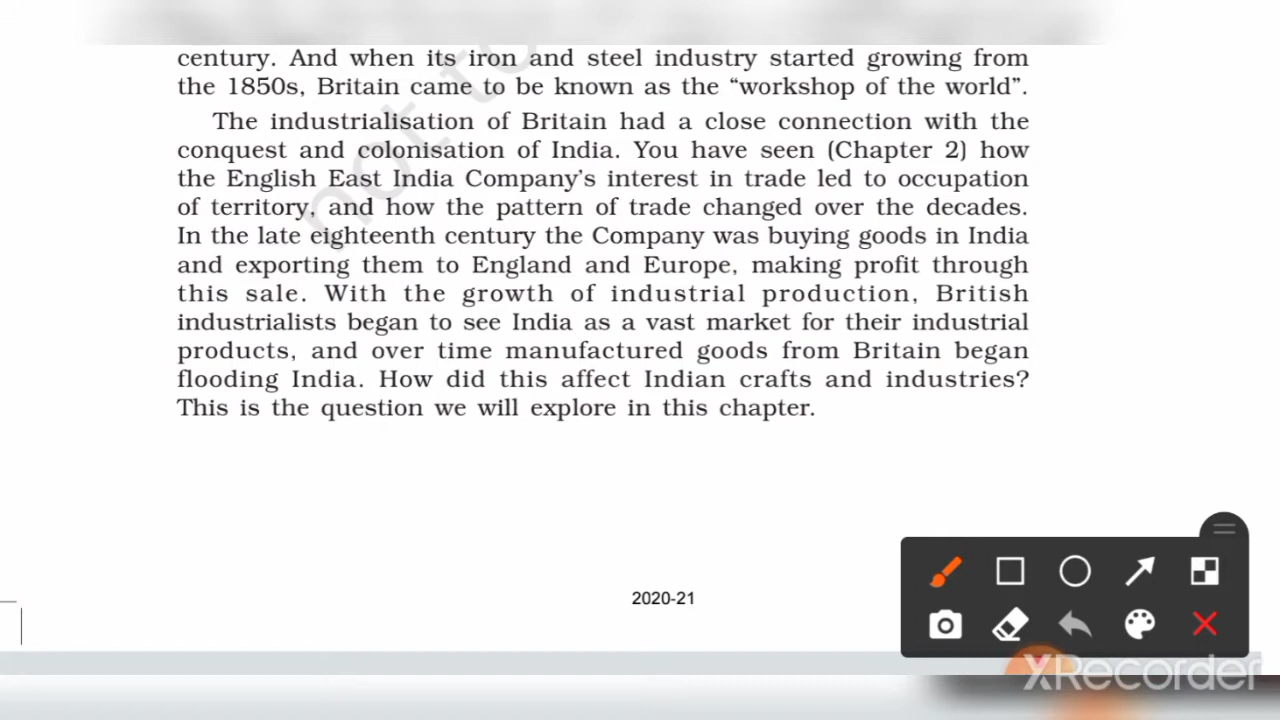 century. And when its iron and steel industry started growing from
the 1850s, Britain came to be known as the “workshop of the world”.
The industrialisation of Britain had a close connection with the
conquest and colonisation of India. You have seen (Chapter 2) how
the English East India Company’s interest in trade led to occupation
of territory, and how the pattern of trade changed over the decades.
In the late eighteenth century the Company was buying goods in India
and exporting them to England and Europe, making profit through
this sale. With the growth of industrial production, British
industrialists began to see India as a vast market for their industrial
products, and over time manufactured goods from Britain began
flooding India. How did this affect Indian crafts and industries?
This is the question we will explore in this chapter.
not to
2020-21
XRecorder